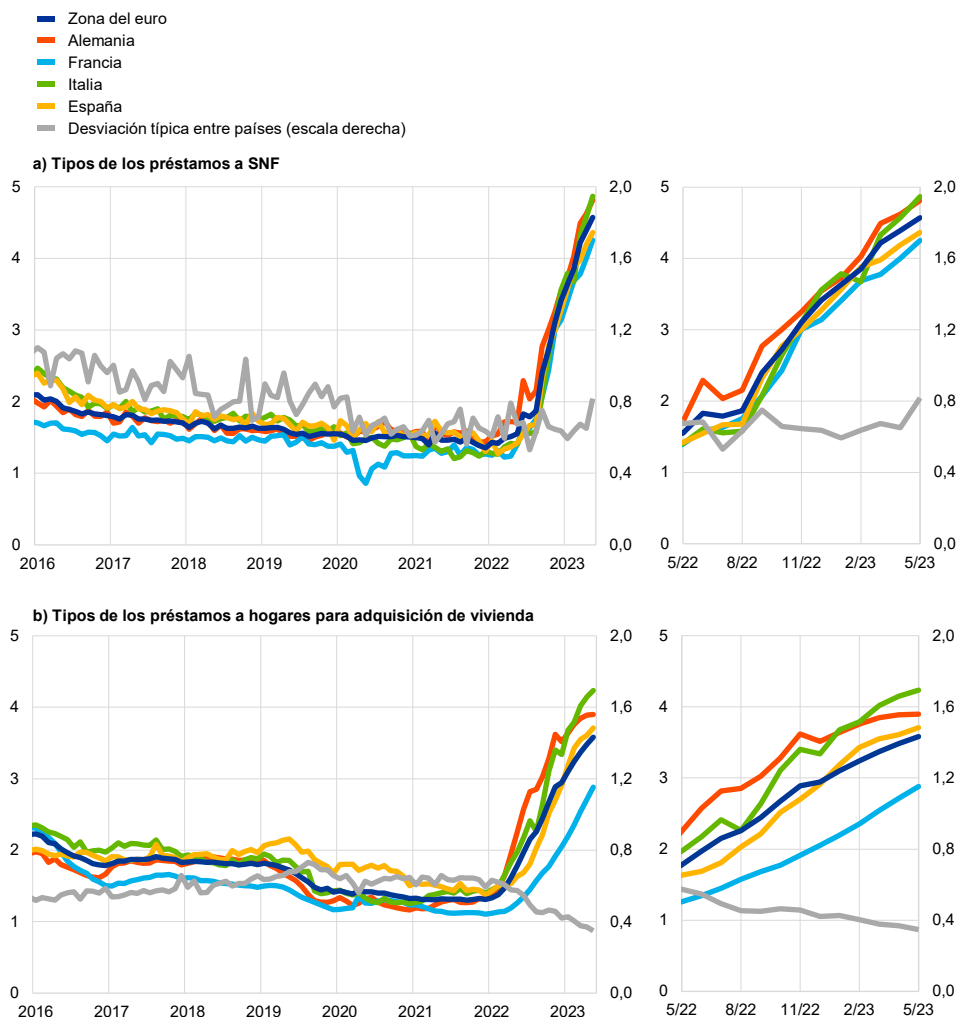 Zona del euro
Alemania
Francia
Italia
España
Desviación típica entre países (escala derecha)
a) Tipos de los préstamos a SNF
5 2,0 5 2,0
4 1,6 4 1,6
3 1,2 3 1,2
2 0,8 2 0,8
1 0,4 1 0,4
0 0,0 0 0,0
2016 2017 2018 2019 2020 2021 2022 2023 5/22 8/22 11/22 2/23 5/23
b) Tipos de los préstamos a hogares para adquisición de vivienda
5 2,0 5 2,0
4 1,6 4 1,6
3 1,2 3 1,2
2 0,8 2 0,8
1 0,4 1 0,4
0 0,0 0 0,0
2016 2017 2018 2019 2020 2021 2022 2023 5/22 8/22 11/22 2/23 5/23